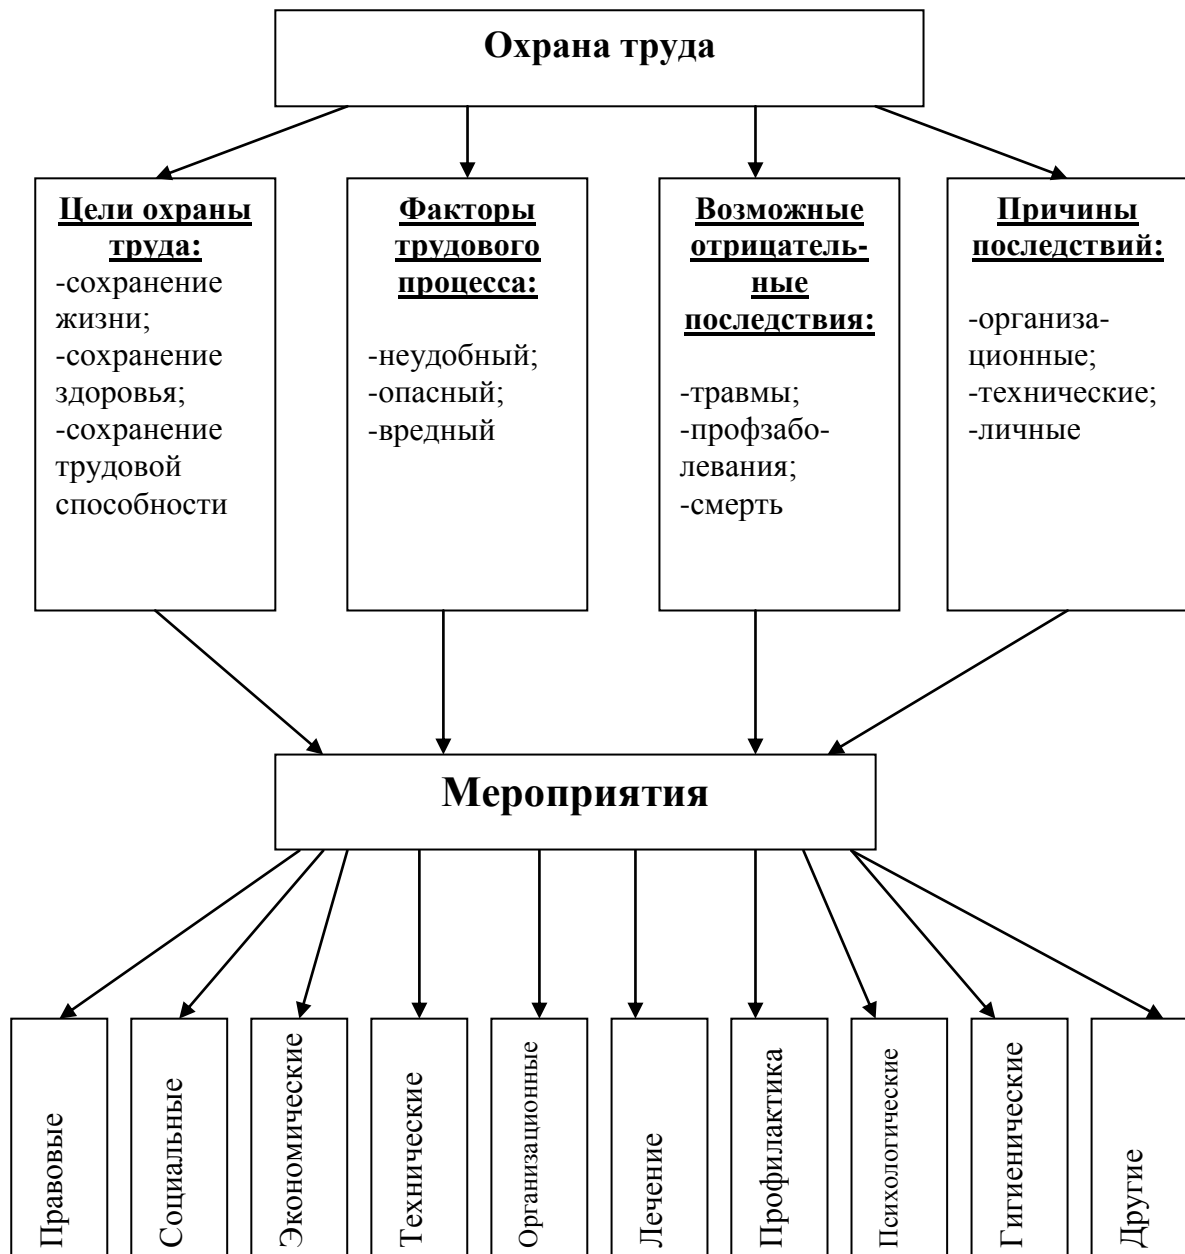 Охрана труда
Цели охраны
труда:
-сохранение
жизни;
-сохранение
здоровья;
-сохранение
трудовой
способности
Факторы
трудового
процесса:
-неудобный;
-опасный;
-вредный
Возможные
отрицатель-
ные
последствия:
-травмы;
-профзабо-
левания;
-смерть
Причины
последствий:
-организа-
ционные;
-технические;
-личные
Мероприятия
Правовые
Социальные
Экономические
Технические
Организационные
Лечение
Профилактика
Психологические
Гигиенические
Другие